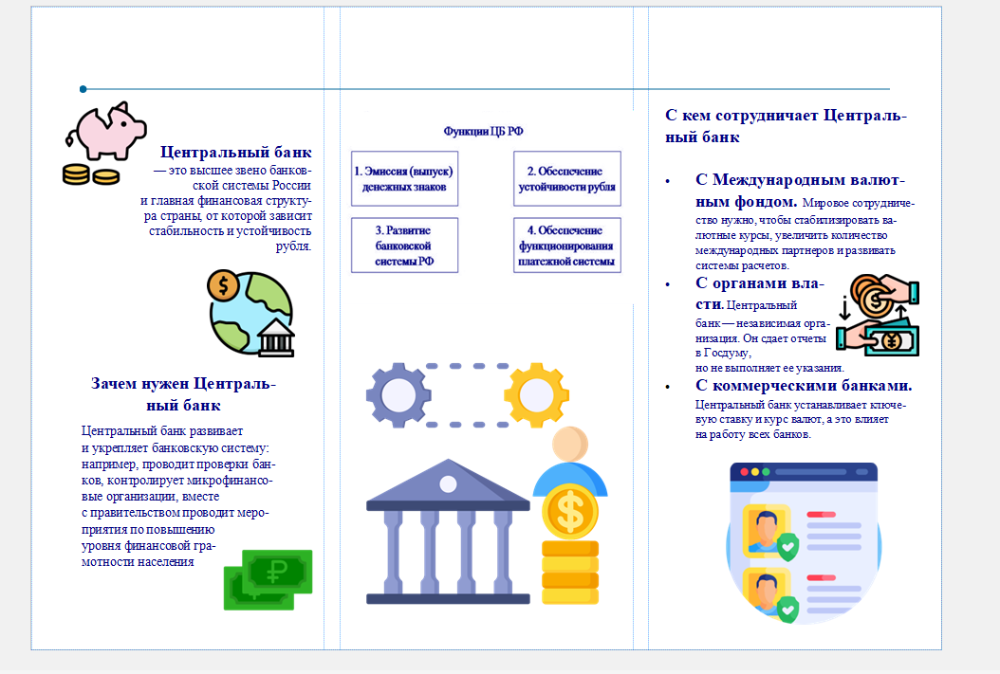 Центральный банк
— это высшее звено банков-
ской системы России
и главная финансовая структу-
ра страны, от которой зависит
стабильность и устойчивость
рубля.
Зачем нужен Централь-
ный банк
Центральный банк развивает
и укрепляет банковскую систему:
например, проводит проверки бан-
ков, контролирует микрофинансо-
вые организации, вместе
с правительством проводит меро-
приятия по повышению
уровня финансовой гра-
мотности населения
Функции ЦБ РФ
1. Эмиссия (выпуск)
денежных знаков
2. Обеспечение
устойчивости рубля
3. Развитие
банковской
системы РФ
4. Обеспечение
функционирования
платежной системы
С кем сотрудничает Централь-
ный банк
• С Международным валют-
ным фондом. Мировое сотрудниче-
ство нужно, чтобы стабилизировать ва-
лютные курсы, увеличить количество
международных партнеров и развивать
системы расчетов.
• С органами вла-
сти. Центральный
банк — независимая орга-
низация. Он сдает отчеты
в Госдуму,
но не выполняет ее указания.
• С коммерческими банками.
Центральный банк устанавливает ключе-
вую ставку и курс валют, а это влияет
на работу всех банков.